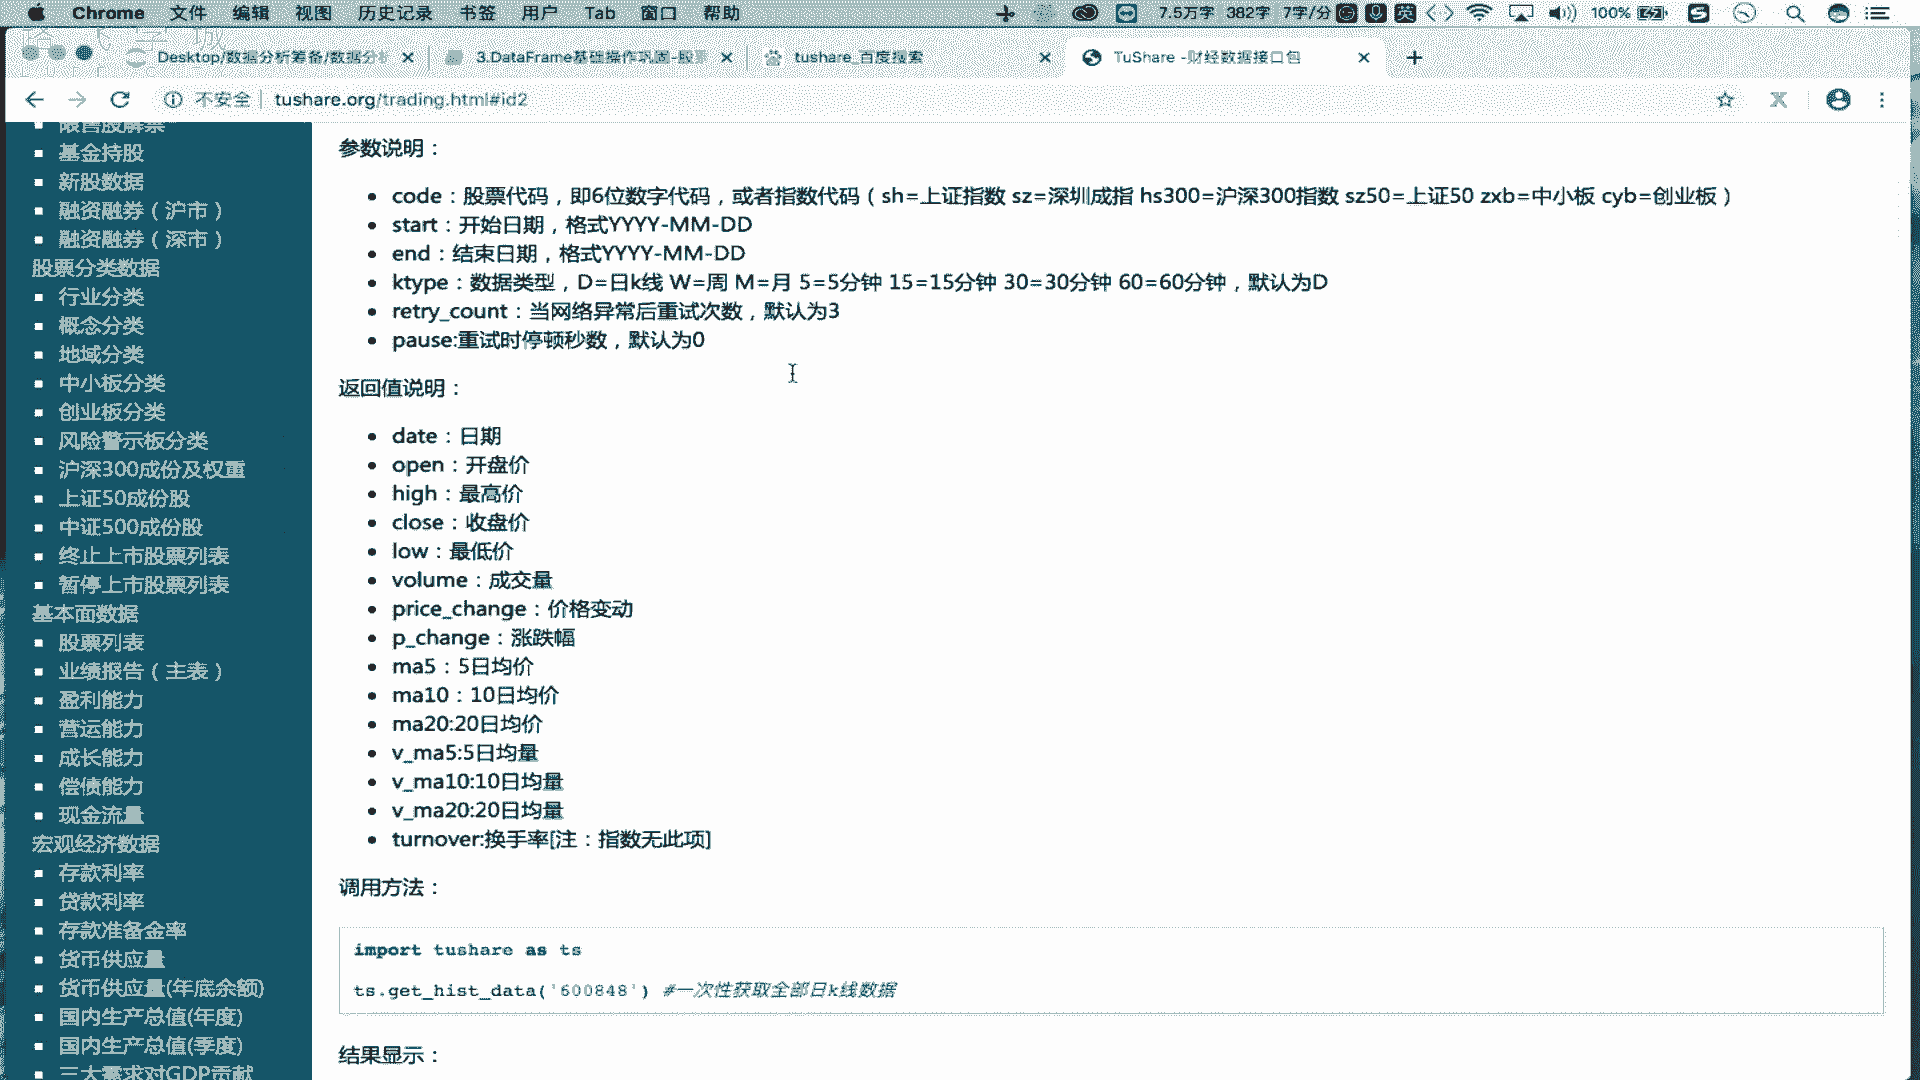 Chrome 文件 编辑 视图 历史记录 书签 用户 Tab 窗口 帮助 7.5万字 382字 7字/分 英 100%
Desktop/数据分析筹备/数据分析 3.DataFrame基础操作巩固-股票 tushare_百度搜索 TuShare -财经数据接口包
不安全 tushare.org/trading.html#id2
限售股解禁
基金持股
新股数据
融资融券（沪市）
融资融券（深市）
股票分类数据
行业分类
概念分类
地域分类
中小板分类
创业板分类
风险警示板分类
沪深300成份及权重
上证50成份股
中证500成份股
终止上市股票列表
暂停上市股票列表
基本面数据
股票列表
业绩报告（主表）
盈利能力
营运能力
成长能力
偿债能力
现金流量
宏观经济数据
存款利率
贷款利率
存款准备金率
货币供应量
货币供应量(年底余额)
国内生产总值(年度)
国内生产总值(季度)
三大需求对GDP贡献
参数说明：
code：股票代码，即6位数字代码，或者指数代码（sh=上证指数 sz=深圳成指 hs300=沪深300指数 sz50=上证50 zxb=中小板 cyb=创业板）
start：开始日期，格式YYYY-MM-DD
end：结束日期，格式YYYY-MM-DD
ktype：数据类型，D=日k线 W=周 M=月 5=5分钟 15=15分钟 30=30分钟 60=60分钟，默认为D
retry_count：当网络异常后重试次数，默认为3
pause:重试时停顿秒数，默认为0
返回值说明：
date：日期
open：开盘价
high：最高价
close：收盘价
low：最低价
volume：成交量
price_change：价格变动
p_change：涨跌幅
ma5：5日均价
ma10：10日均价
ma20:20日均价
v_ma5:5日均量
v_ma10:10日均量
v_ma20:20日均量
turnover:换手率[注：指数无此项]
调用方法：
import tushare as ts
ts.get_hist_data('600848') #一次性获取全部日k线数据
结果显示：